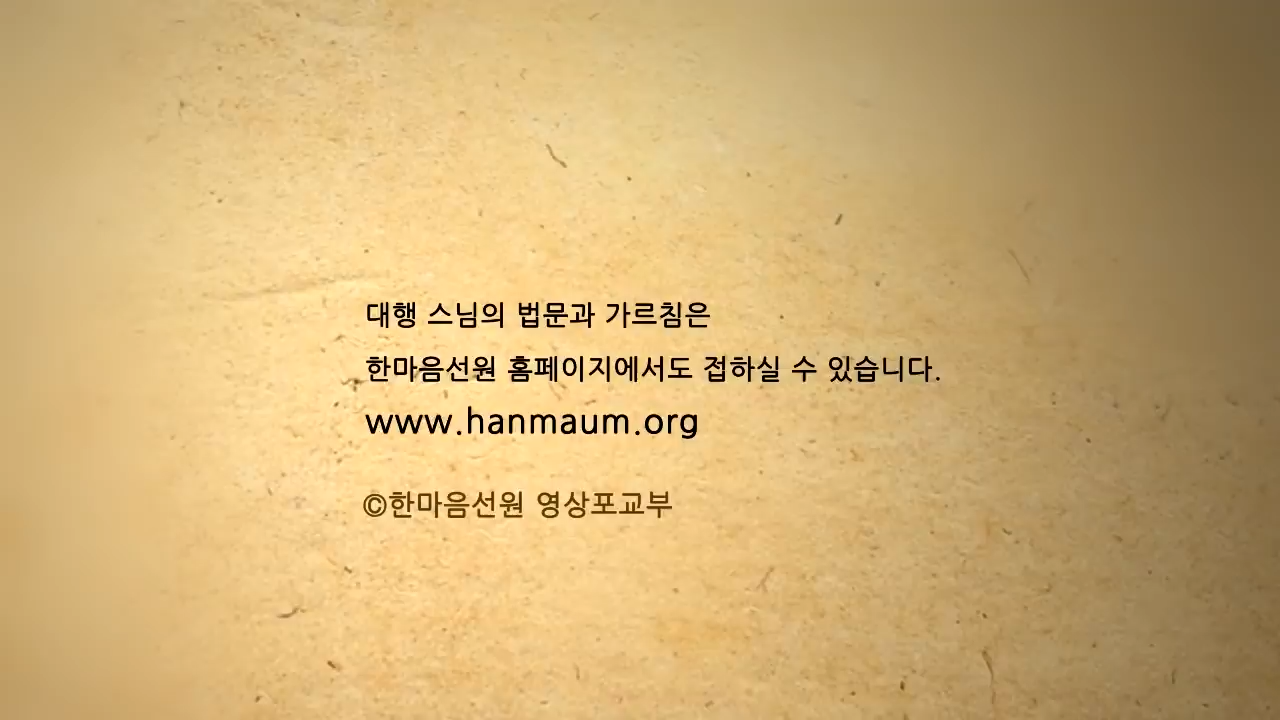 대행 스님의 법문과 가르침은
한마음선원 홈페이지에서도 접하실 수 있습니다.
www.hanmaum.org
©한마음선원 영상포교부